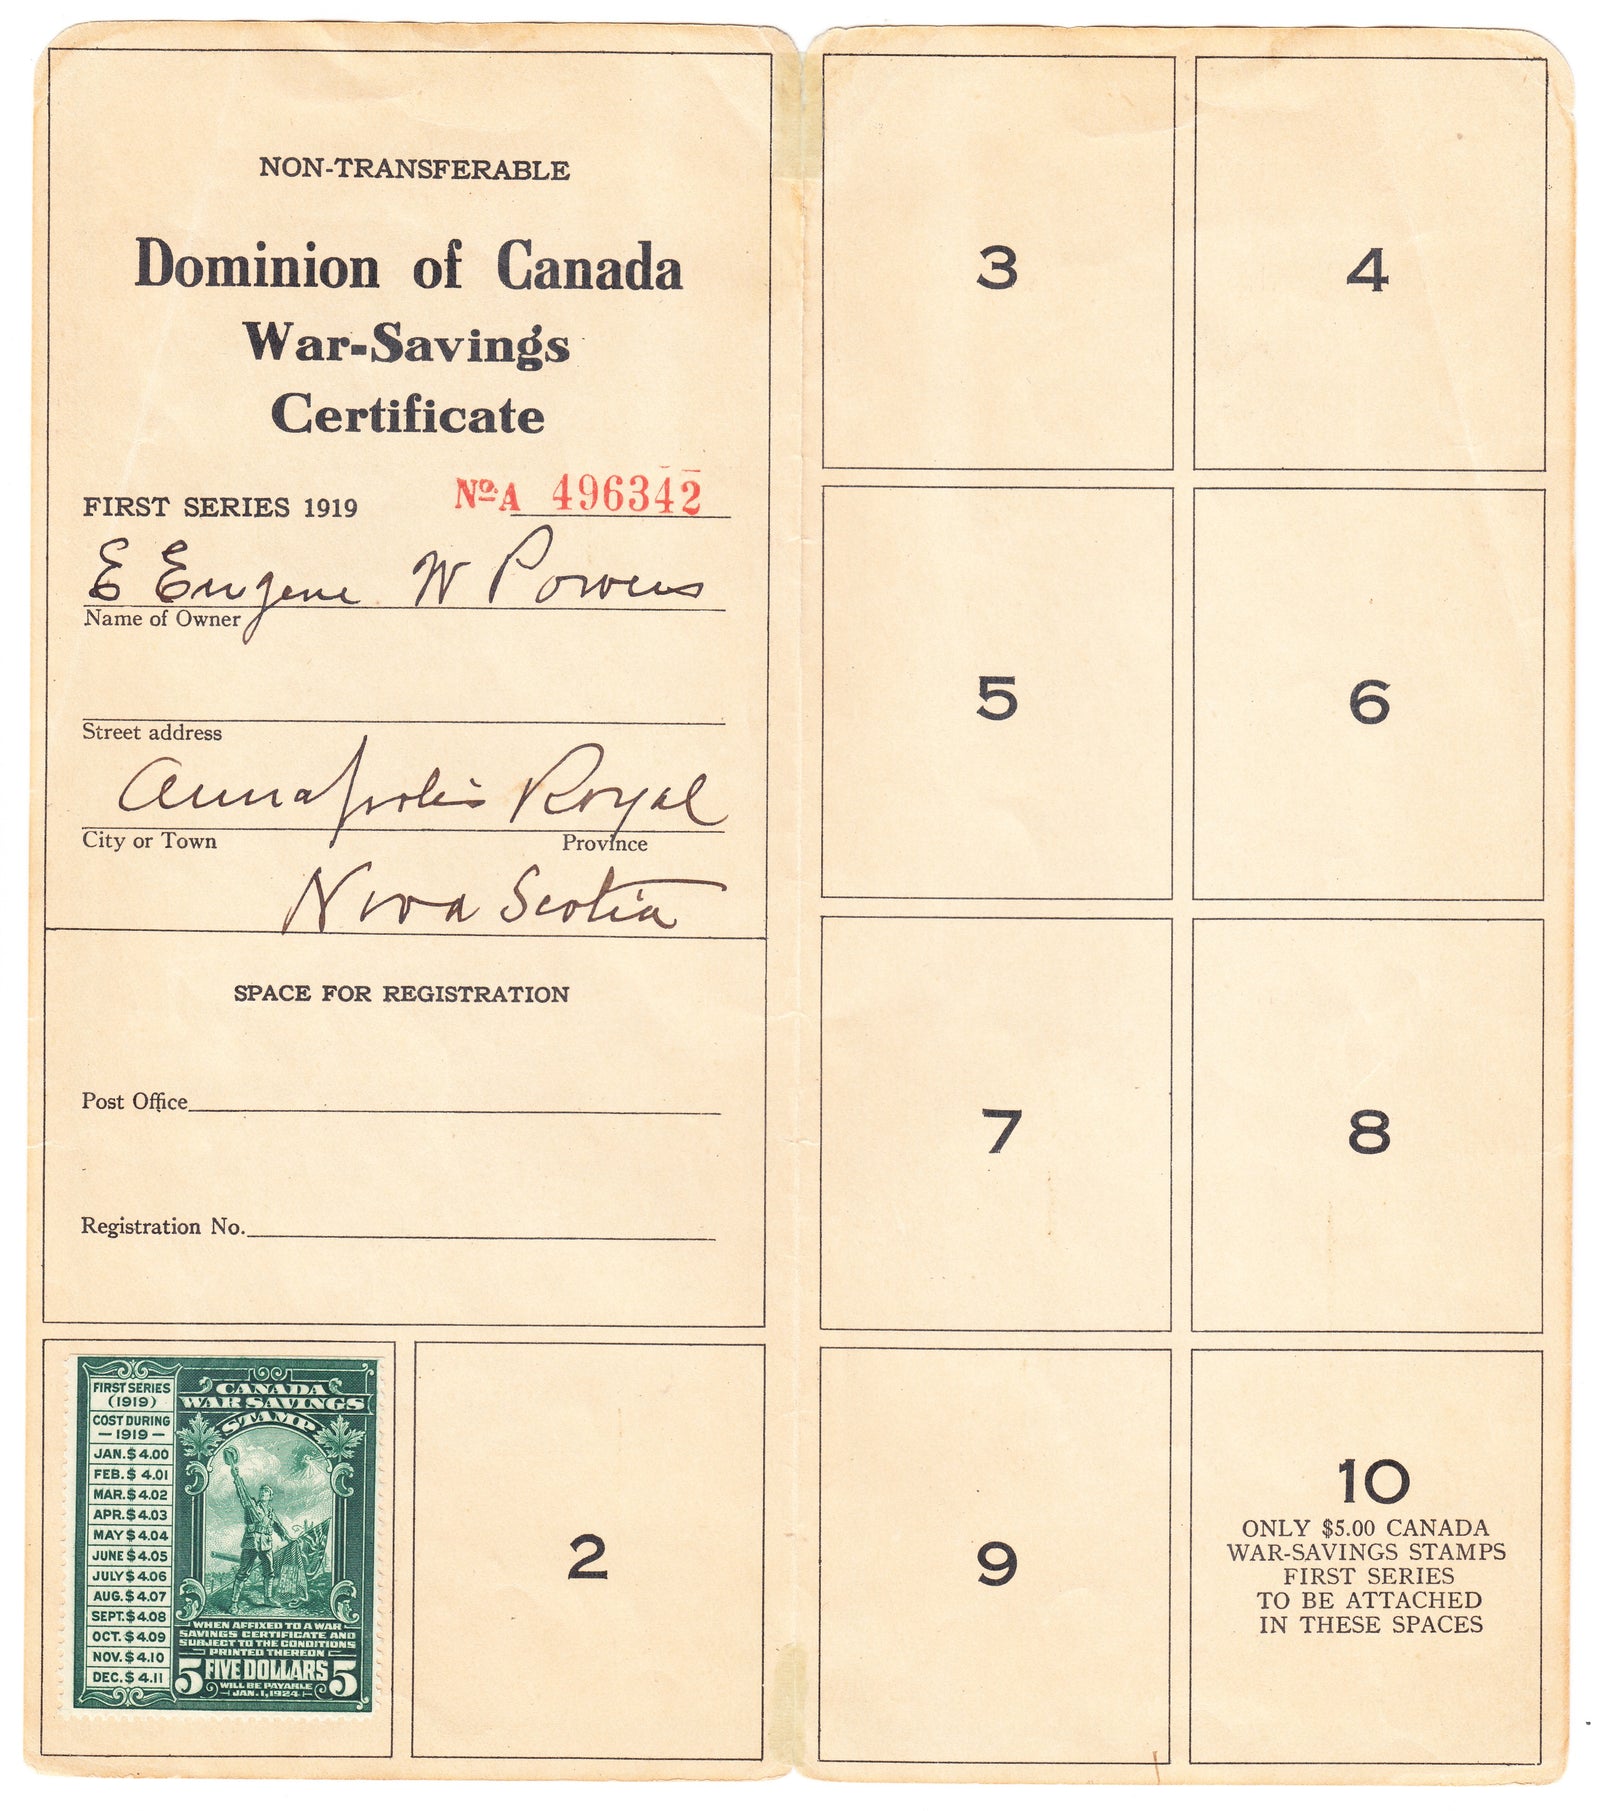 NON-TRANSFERABLE
Dominion of Canada
War-Savings
Certificate
FIRST SERIES 1919
No. A 496342
E Eugene W Powers
Name of Owner
Street address
Annapolis Royal
City or Town Province
Nova Scotia
SPACE FOR REGISTRATION
Post Office
Registration No.
FIRST SERIES
(1919)
COST DURING
— 1919 —
JAN. $ 4.00
FEB. $ 4.01
MAR. $ 4.02
APR. $ 4.03
MAY $ 4.04
JUNE $ 4.05
JULY $ 4.06
AUG. $ 4.07
SEPT. $ 4.08
OCT. $ 4.09
NOV. $ 4.10
DEC. $ 4.11
CANADA
WAR SAVINGS
STAMP
WHEN AFFIXED TO A WAR
SAVINGS CERTIFICATE AND
SUBJECT TO THE CONDITIONS
PRINTED THEREON
5 FIVE DOLLARS 5
WILL BE PAYABLE
JAN. 1, 1924
2
3
4
5
6
7
8
9
10
ONLY $5.00 CANADA
WAR-SAVINGS STAMPS
FIRST SERIES
TO BE ATTACHED
IN THESE SPACES